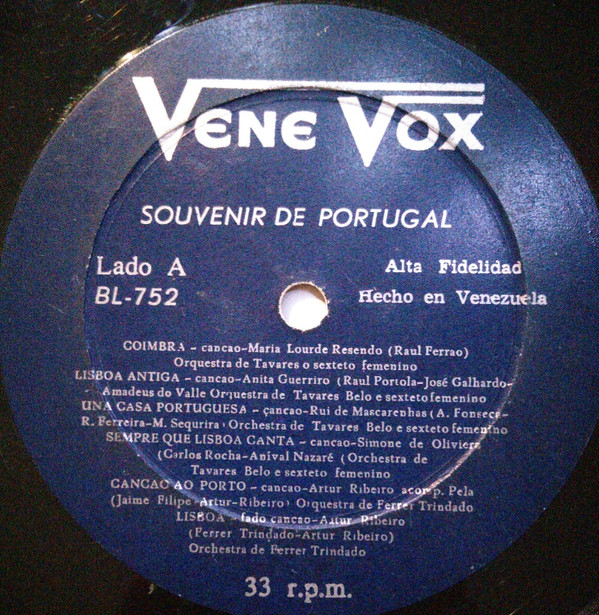 VENE VOX
SOUVENIR DE PORTUGAL
Lado A
BL-752
Alta Fidelidad
Hecho en Venezuela
COIMBRA - cancao-Maria Lourde Resendo (Raul Ferrao)
Orquestra de Tavares o sexteto femenino
LISBOA ANTIGA - cancao-Anita Guerriro (Raul Portola-José Galhardo-
Amadeus do Valle Orquestra de Tavares Belo e sexteto femenino
UNA CASA PORTUGUESA - çancao-Rui de Mascarenhas (A. Fonseca-
R. Ferreira-M. Sequrira) Orchestra de Tavares Belo e sexteto femenino
SEMPRE QUE LISBOA CANTA - cancao-Simone de Oliviera
(Carlos Rocha-Anival Nazaré (Orchestra de
Tavares Belo e sexteto femenino
CANCAO AO PORTO - cancao-Artur Ribeiro acomp. Pela
(Jaime Filipe-Artur-Ribeiro) Orquestra de Ferrer Trindado
LISBOA - fado cancao-Artur Ribeiro
(Ferrer Trindado-Artur Ribeiro)
Orchestra de Ferrer Trindado
33 r.p.m.